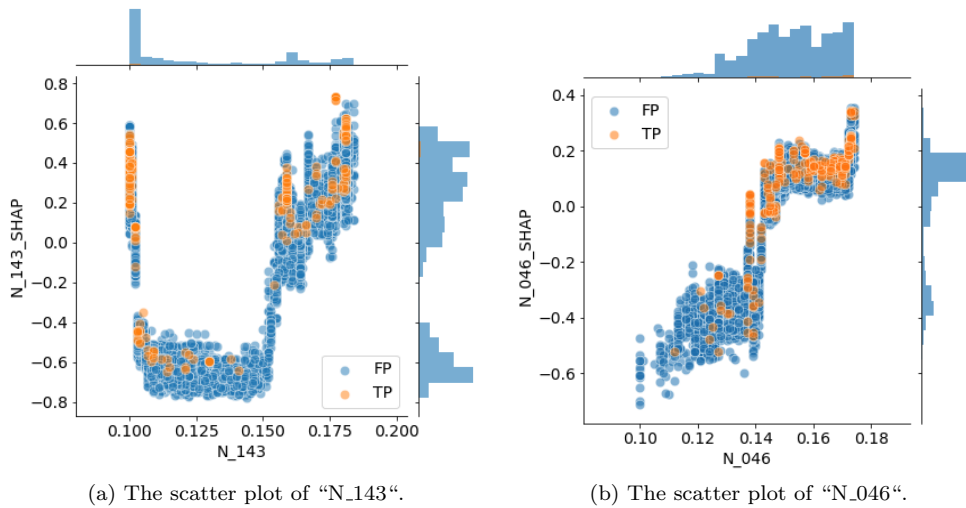 0.8
0.6
0.4
0.2
0.0
−0.2
−0.4
−0.6
−0.8
N_143_SHAP
0.100
0.125
0.150
0.175
0.200
N_143
FP
TP
(a) The scatter plot of “N_143“.
0.4
0.2
0.0
−0.2
−0.4
−0.6
N_046_SHAP
FP
TP
0.10
0.12
0.14
0.16
0.18
N_046
(b) The scatter plot of “N_046“.